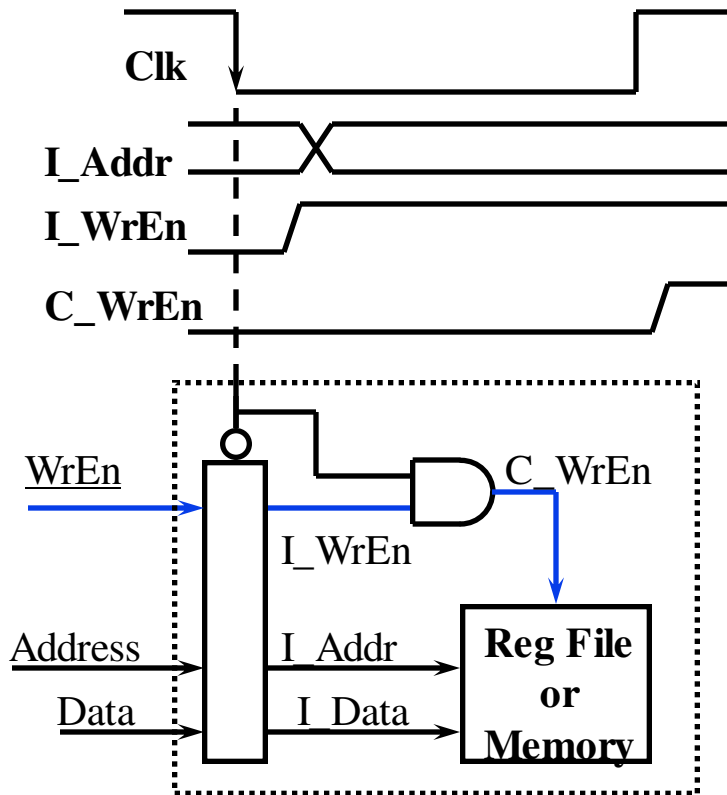 Clk
I_Addr
I_WrEn
C_WrEn
WrEn
C_WrEn
I_WrEn
Address
I_Addr
Reg File
or
Memory
Data
I_Data